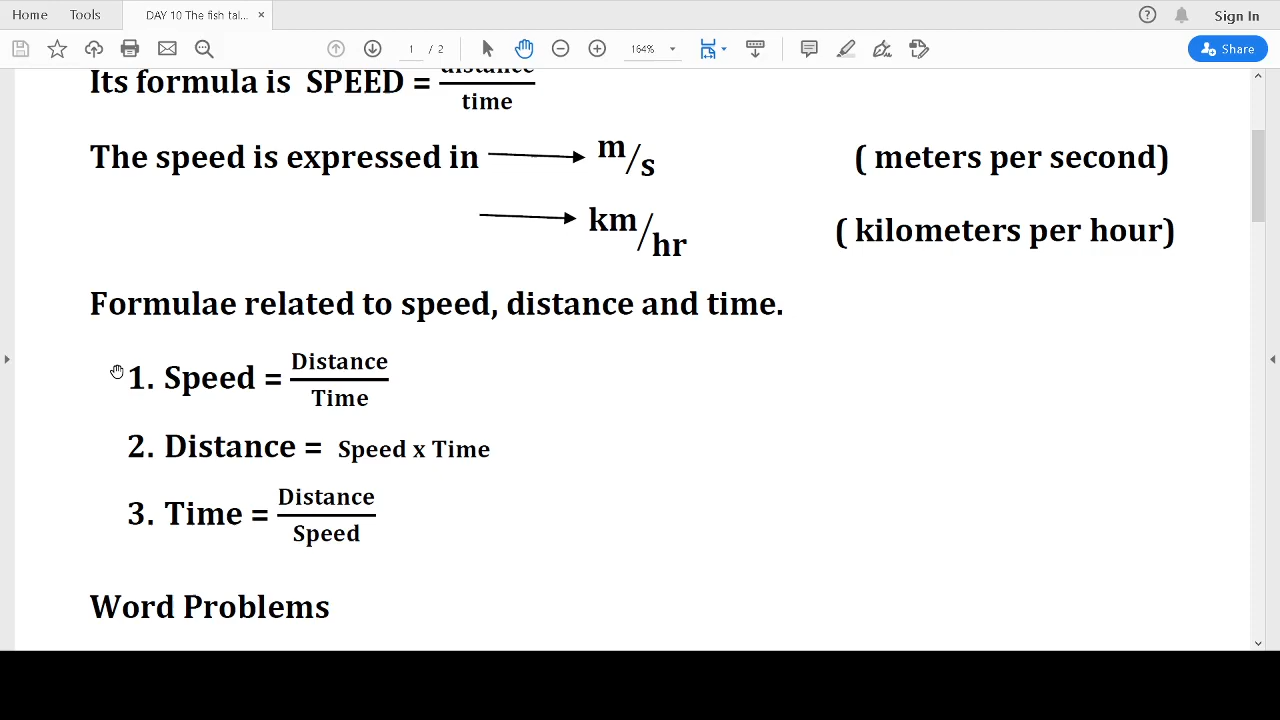 Home Tools DAY 10 The fish tal... × Sign In
1 / 2 164% Share
distance
Its formula is SPEED =
time
The speed is expressed in m/s ( meters per second)
km/hr ( kilometers per hour)
Formulae related to speed, distance and time.
Distance
1. Speed =
Time
2. Distance = Speed x Time
Distance
3. Time =
Speed
Word Problems